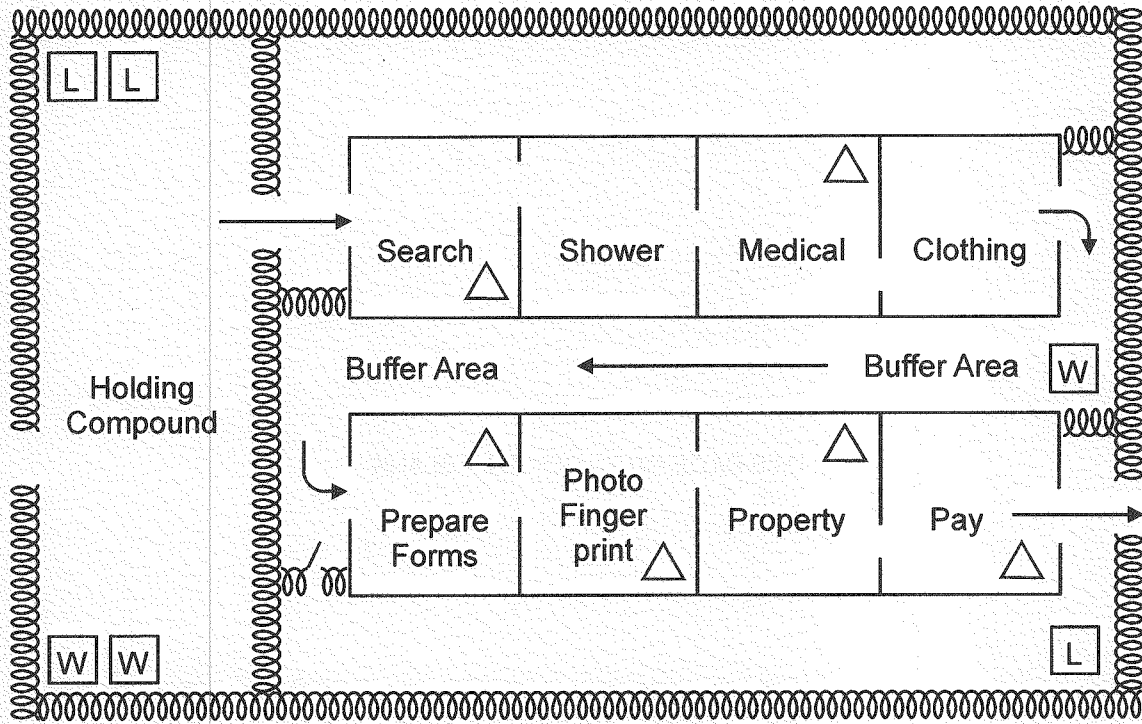 L L
Search
Shower
Medical
Clothing
Buffer Area
Buffer Area
W
Holding
Compound
Prepare
Forms
Photo
Finger
print
Property
Pay
W W
L